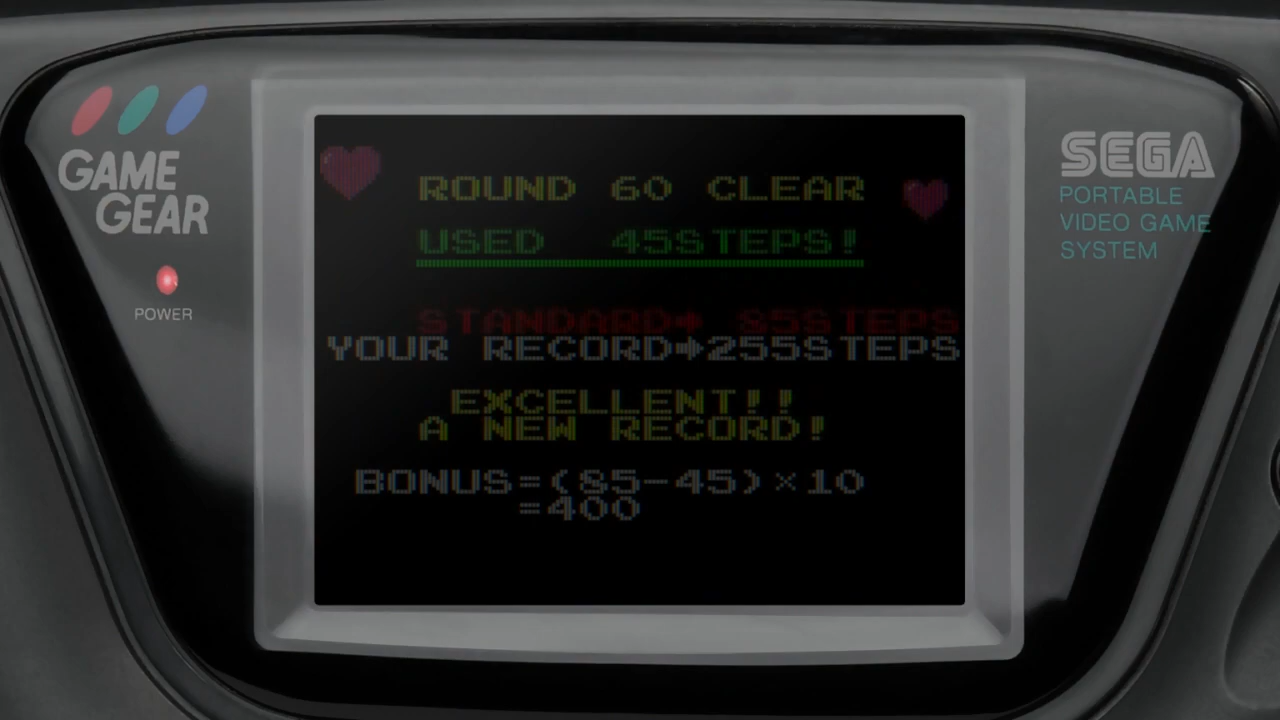 GAME
GEAR
POWER
SEGA
PORTABLE
VIDEO GAME
SYSTEM
ROUND 60 CLEAR
USED 45STEPS!
STANDARD➔ 85STEPS
YOUR RECORD➔255STEPS
EXCELLENT!!
A NEW RECORD!
BONUS=(85-45)×10
=400